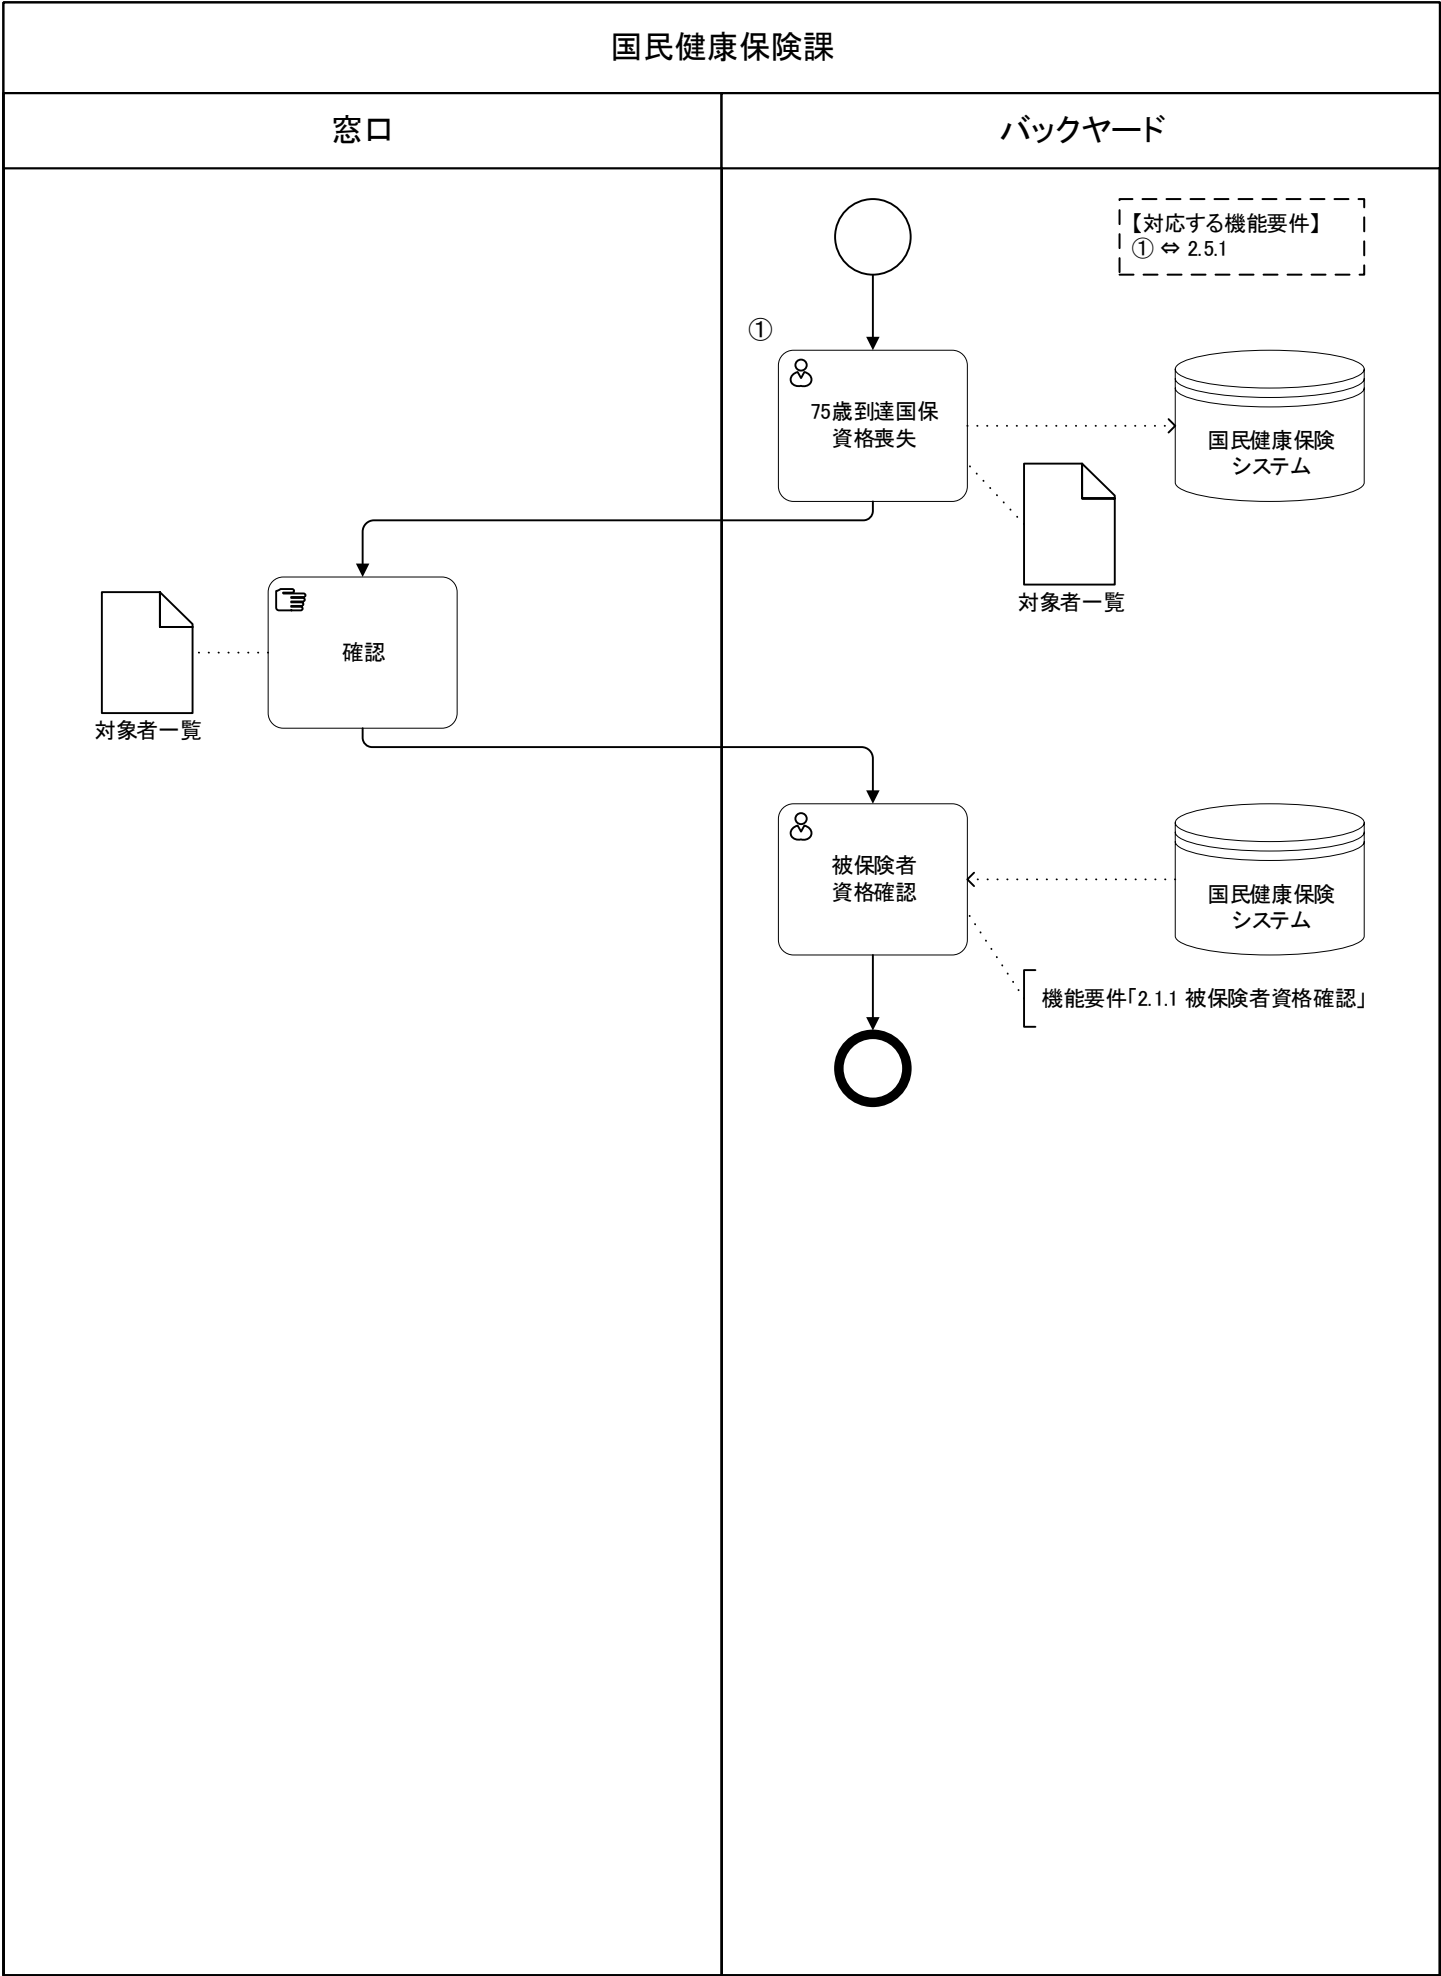 国民健康保険課
窓口
バックヤード
【対応する機能要件】
① ⇔ 2.5.1
①
75歳到達国保
資格喪失
国民健康保険
システム
対象者一覧
確認
対象者一覧
被保険者
資格確認
国民健康保険
システム
機能要件「2.1.1 被保険者資格確認」